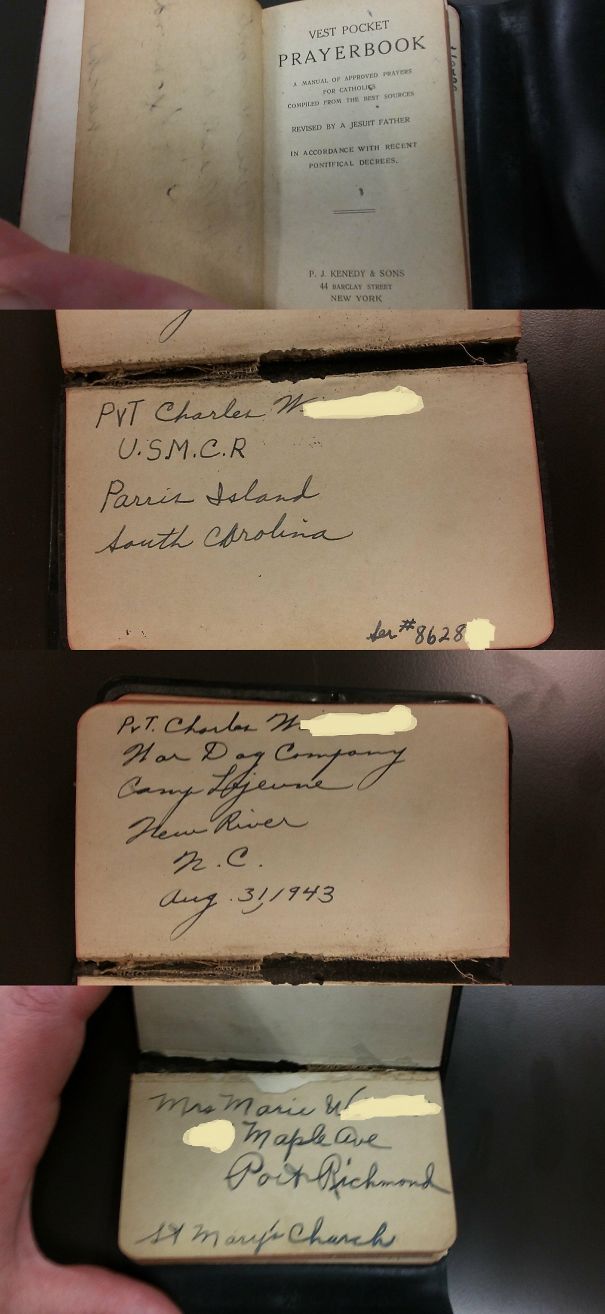 VEST POCKET
PRAYERBOOK
A MANUAL OF APPROVED PRAYERS
FOR CATHOLICS
COMPILED FROM THE BEST SOURCES
REVISED BY A JESUIT FATHER
IN ACCORDANCE WITH RECENT
PONTIFICAL DECREES.
P. J. KENEDY & SONS
44 BARCLAY STREET
NEW YORK
PvT Charles W
U.S.M.C.R
Parris Island
South Carolina
Ser #8628
PvT. Charles W
War Dog Company
Camp Lejeune
New River
N.C.
Aug. 31, 1943
Mrs Marie W
Maple Ave
Port Richmond
St Mary's Church